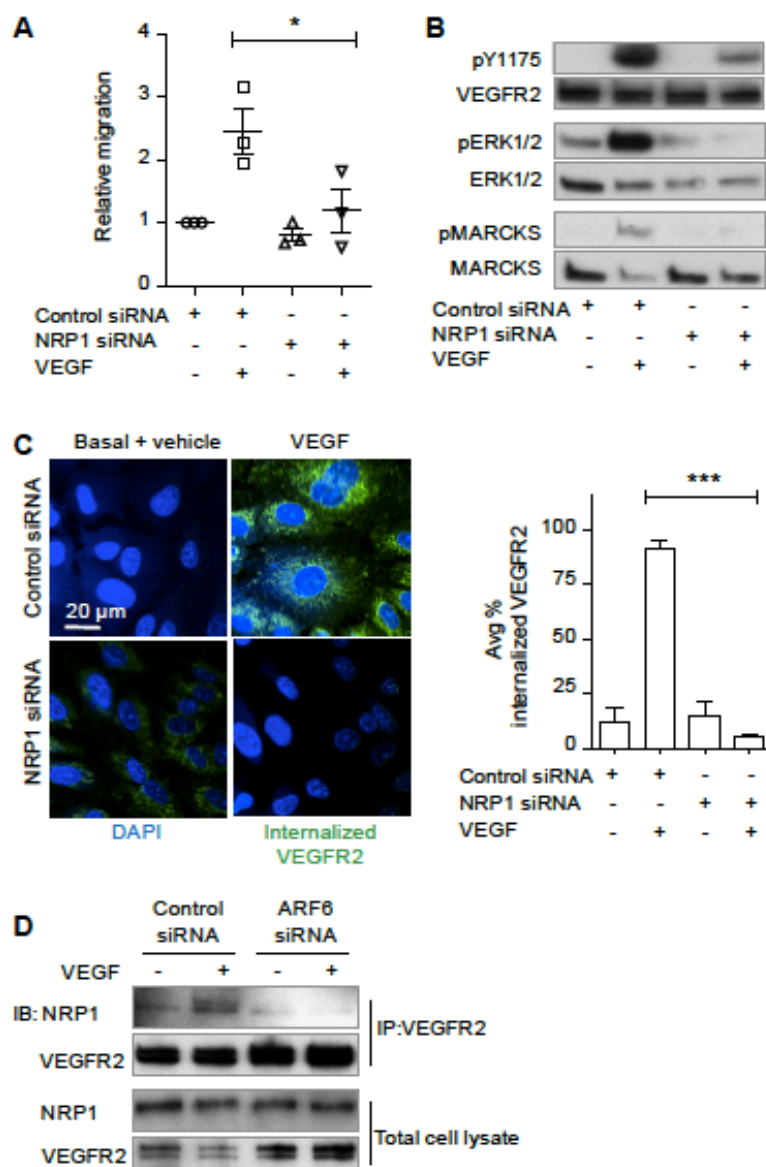 A
*
Relative migration
4
3
2
1
0
Control siRNA + + - -
NRP1 siRNA - - + +
VEGF - + - +
B
pY1175
VEGFR2
pERK1/2
ERK1/2
pMARCKS
MARCKS
Control siRNA + + - -
NRP1 siRNA - - + +
VEGF - + - +
C
Basal + vehicle VEGF
Control siRNA
20 µm
NRP1 siRNA
DAPI
Internalized
VEGFR2
***
Avg %
internalized VEGFR2
100
75
50
25
0
Control siRNA + + - -
NRP1 siRNA - - + +
VEGF - + - +
D
Control
siRNA
ARF6
siRNA
VEGF - + - +
IB: NRP1
VEGFR2
IP:VEGFR2
NRP1
VEGFR2
Total cell lysate